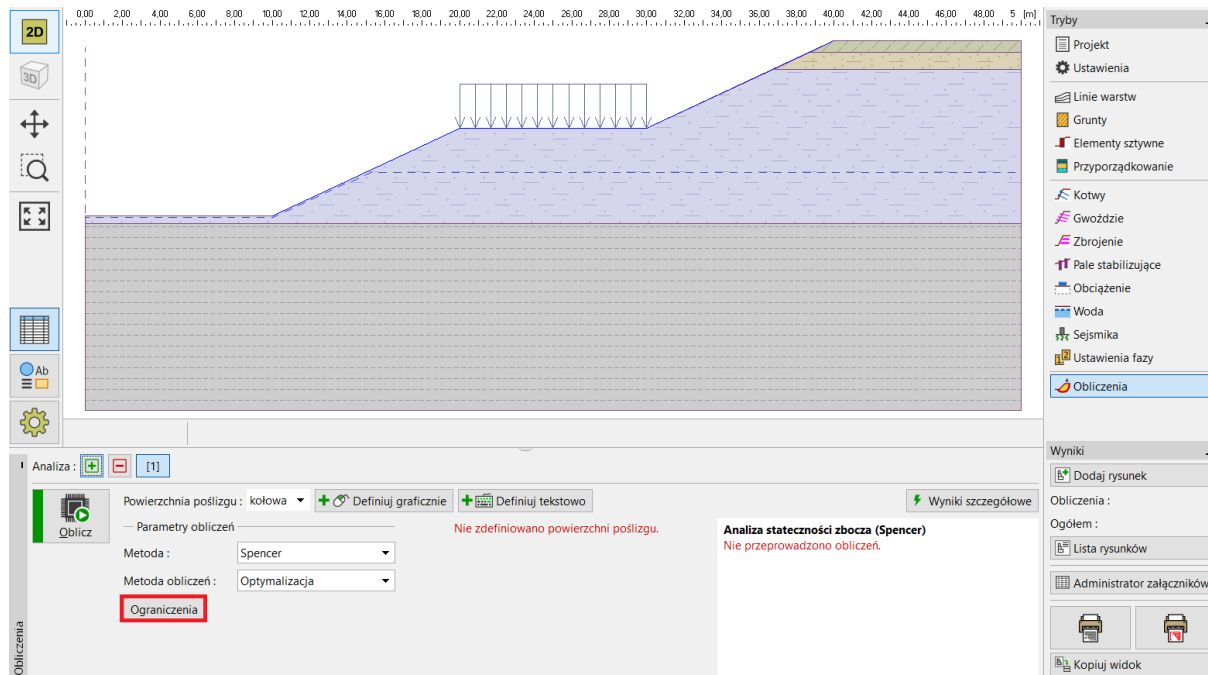 0,00 2,00 4,00 6,00 8,00 10,00 12,00 14,00 16,00 18,00 20,00 22,00 24,00 26,00 28,00 30,00 32,00 34,00 36,00 38,00 40,00 42,00 44,00 46,00 48,00 5 [m]
2D
3D
Ab
Tryby
Projekt
Ustawienia
Linie warstw
Grunty
Elementy sztywne
Przyporządkowanie
Kotwy
Gwoździe
Zbrojenie
Pale stabilizujące
Obciążenie
Woda
Sejsmika
Ustawienia fazy
Obliczenia
Analiza : [1]
Oblicz
Powierzchnia poślizgu : kołowa Definiuj graficznie Definiuj tekstowo Wyniki szczegółowe
Parametry obliczeń
Metoda : Spencer
Metoda obliczeń : Optymalizacja
Ograniczenia
Nie zdefiniowano powierzchni poślizgu.
Analiza stateczności zbocza (Spencer)
Nie przeprowadzono obliczeń.
Obliczenia
Wyniki
Dodaj rysunek
Obliczenia :
Ogółem :
Lista rysunków
Administrator załączników
Kopiuj widok